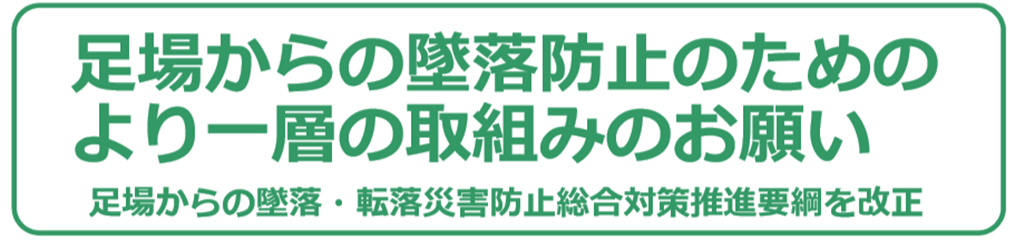 足場からの墜落防止のための
より一層の取組みのお願い
足場からの墜落・転落災害防止総合対策推進要綱を改正